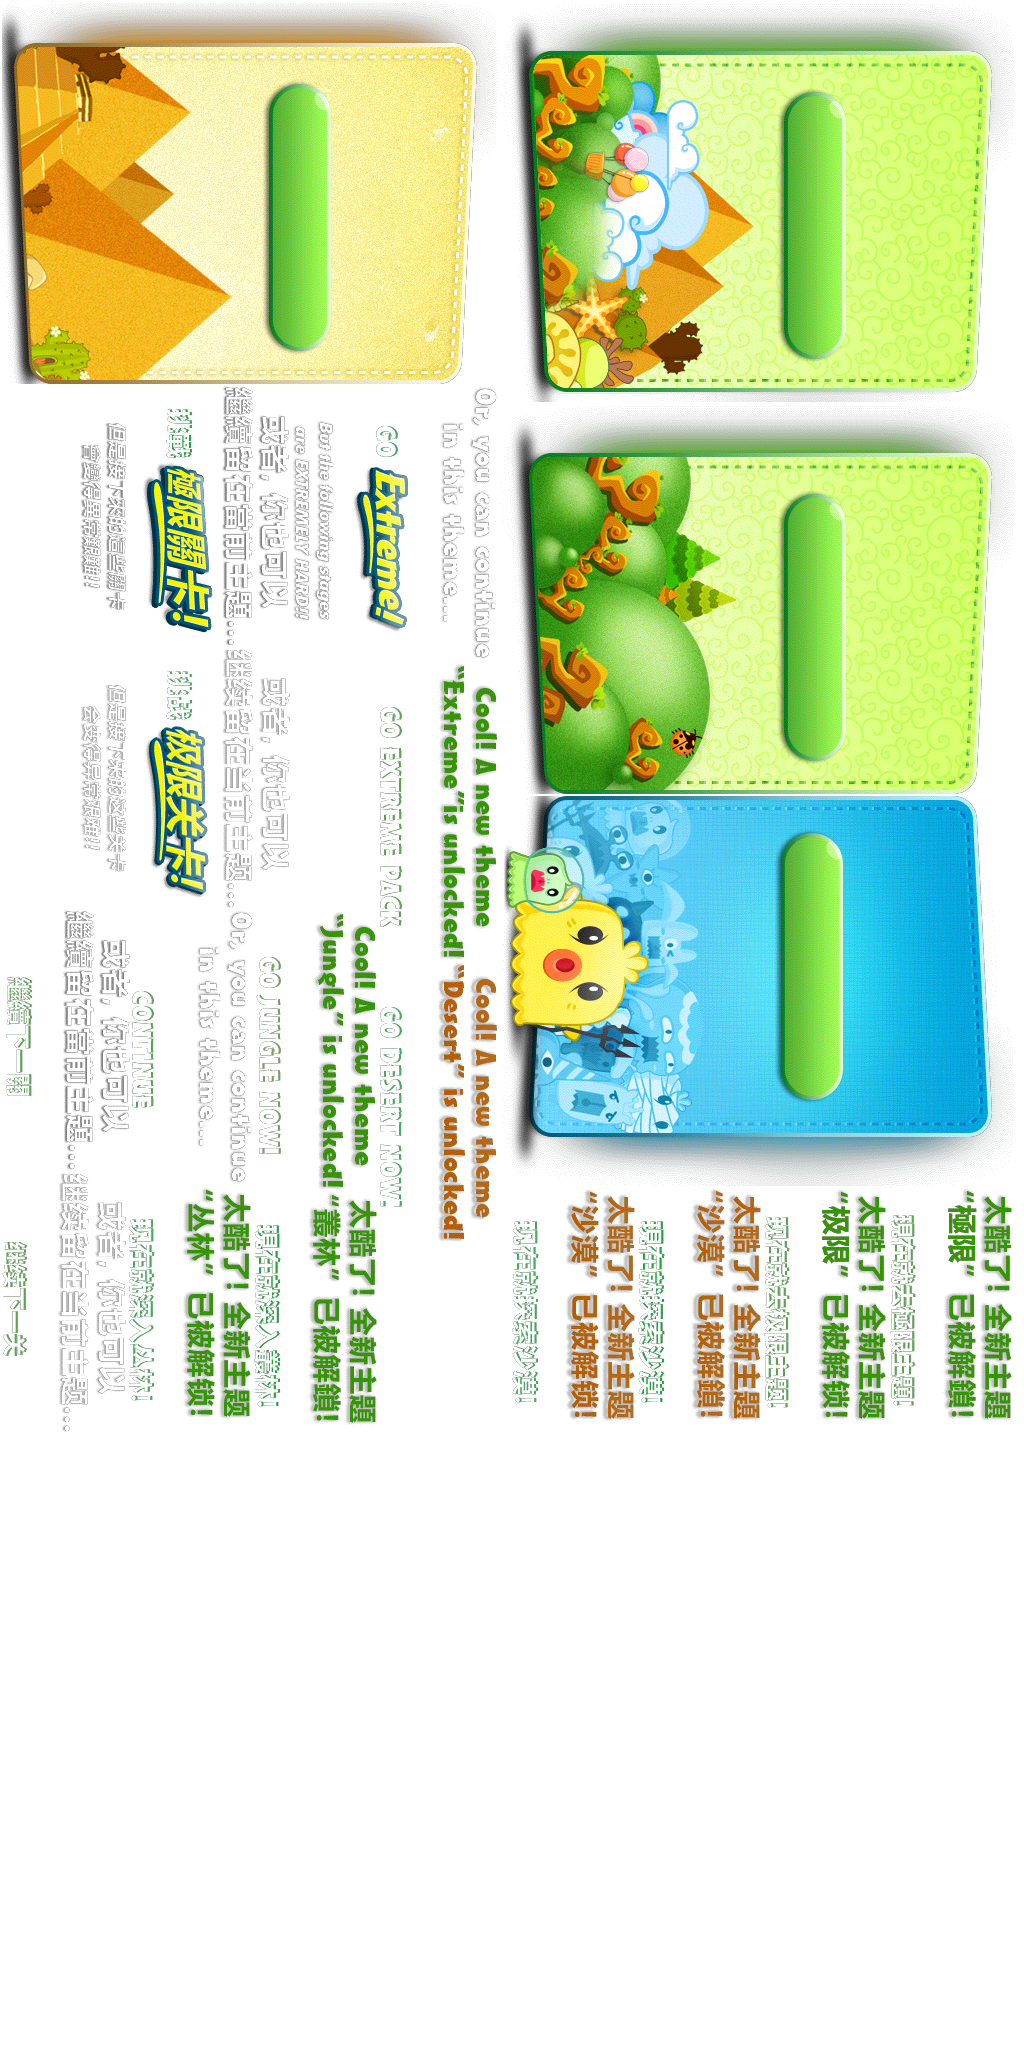 Or, you can continue
in this theme...
GO
Extreme!
But the following stages
are EXTREMELY HARD!!
或者，你也可以
繼續留在當前主題...
挑戰
極限關卡!
但是接下來的這些關卡
會變得異常艱難!!
或者，你也可以
继续留在当前主题...
挑战
极限关卡!
但是接下来的这些关卡
会变得异常艰难!!
Cool! A new theme
“Extreme”is unlocked!
GO EXTREME PACK
Cool! A new theme
“Desert” is unlocked!
GO DESERT NOW!
Cool! A new theme
“Jungle” is unlocked!
GO JUNGLE NOW!
Or, you can continue
in this theme...
CONTINUE
或者，你也可以
繼續留在當前主題...
繼續下一關
或者，你也可以
继续留在当前主题...
继续下一关
太酷了! 全新主題
“極限” 已被解鎖!
現在就去極限主題!
太酷了! 全新主题
“极限” 已被解锁!
现在就去极限主题!
太酷了! 全新主題
“沙漠” 已被解鎖!
現在就探索沙漠!
太酷了! 全新主题
“沙漠” 已被解锁!
现在就探索沙漠!
太酷了! 全新主題
“叢林” 已被解鎖!
現在就深入叢林!
太酷了! 全新主题
“丛林” 已被解锁!
现在就深入丛林!